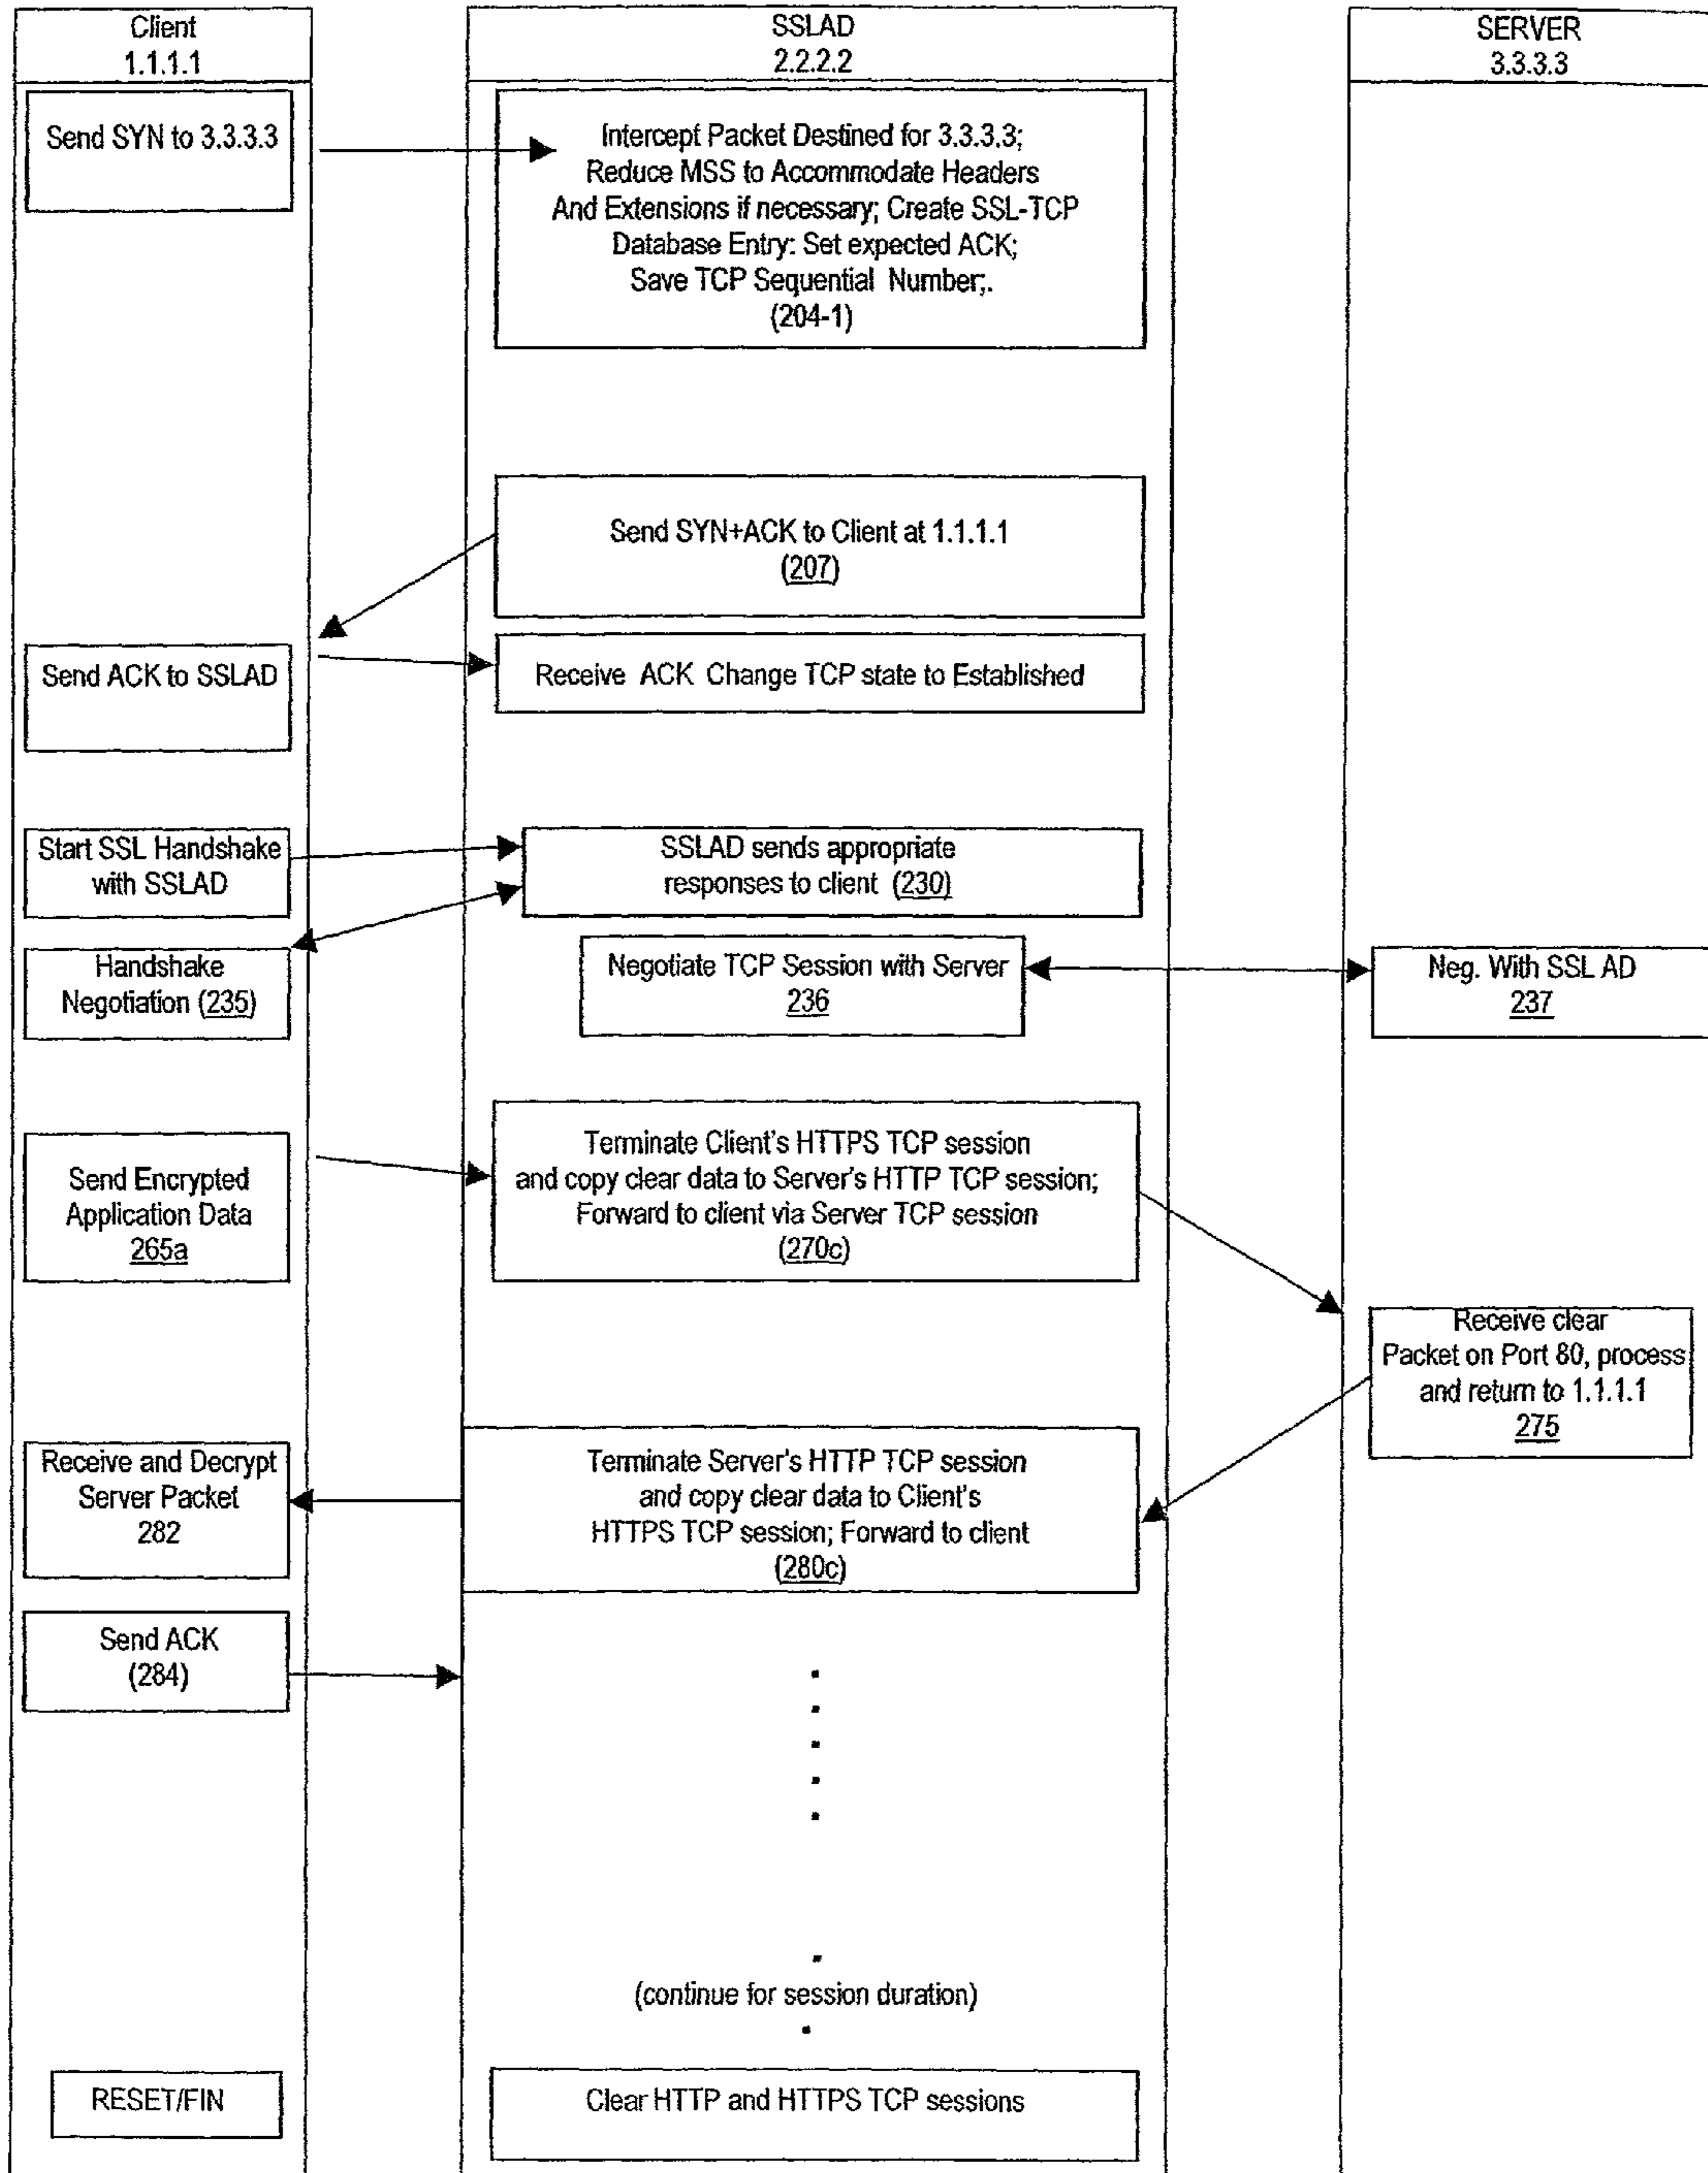 Client
1.1.1.1
SSLAD
2.2.2.2
SERVER
3.3.3.3
Send SYN to 3.3.3.3
Intercept Packet Destined for 3.3.3.3;
Reduce MSS to Accommodate Headers
And Extensions if necessary; Create SSL-TCP
Database Entry: Set expected ACK;
Save TCP Sequential Number;.
(204-1)
Send SYN+ACK to Client at 1.1.1.1
(207)
Send ACK to SSLAD
Receive ACK Change TCP state to Established
Start SSL Handshake
with SSLAD
SSLAD sends appropriate
responses to client (230)
Handshake
Negotiation (235)
Negotiate TCP Session with Server
236
Neg. With SSL AD
237
Send Encrypted
Application Data
265a
Terminate Client's HTTPS TCP session
and copy clear data to Server's HTTP TCP session;
Forward to client via Server TCP session
(270c)
Receive clear
Packet on Port 80, process
and return to 1.1.1.1
275
Receive and Decrypt
Server Packet
282
Terminate Server's HTTP TCP session
and copy clear data to Client's
HTTPS TCP session; Forward to client
(280c)
Send ACK
(284)
(continue for session duration)
RESET/FIN
Clear HTTP and HTTPS TCP sessions